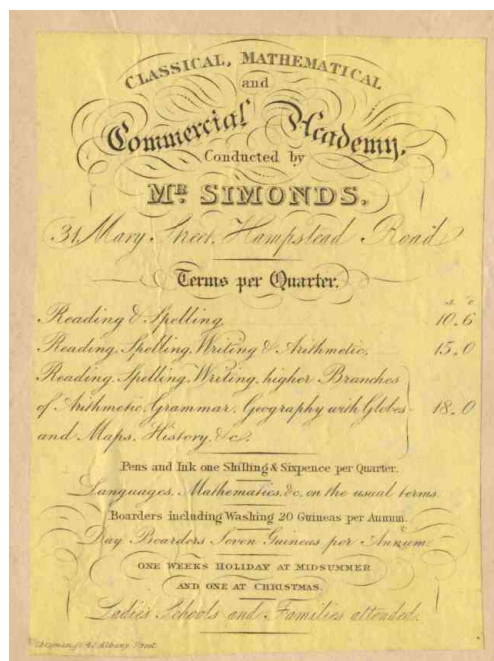 CLASSICAL, MATHEMATICAL
and
Commercial Academy,
Conducted by
MR. SIMONDS,
31, Mary Street, Hampstead Road
Terms per Quarter.
s. d
Reading & Spelling 10.6
Reading, Spelling, Writing & Arithmetic, 15.0
Reading, Spelling, Writing, higher Branches
of Arithmetic, Grammar, Geography with Globes 18.0
and Maps, History, &c.
Pens and Ink one Shilling & Sixpence per Quarter.
Languages, Mathematics, &c. on the usual terms.
Boarders including Washing 20 Guineas per Annum.
Day Boarders Seven Guineas per Annum.
ONE WEEKS HOLIDAY AT MIDSUMMER
AND ONE AT CHRISTMAS.
Ladies Schools and Families attended.
Albany Street